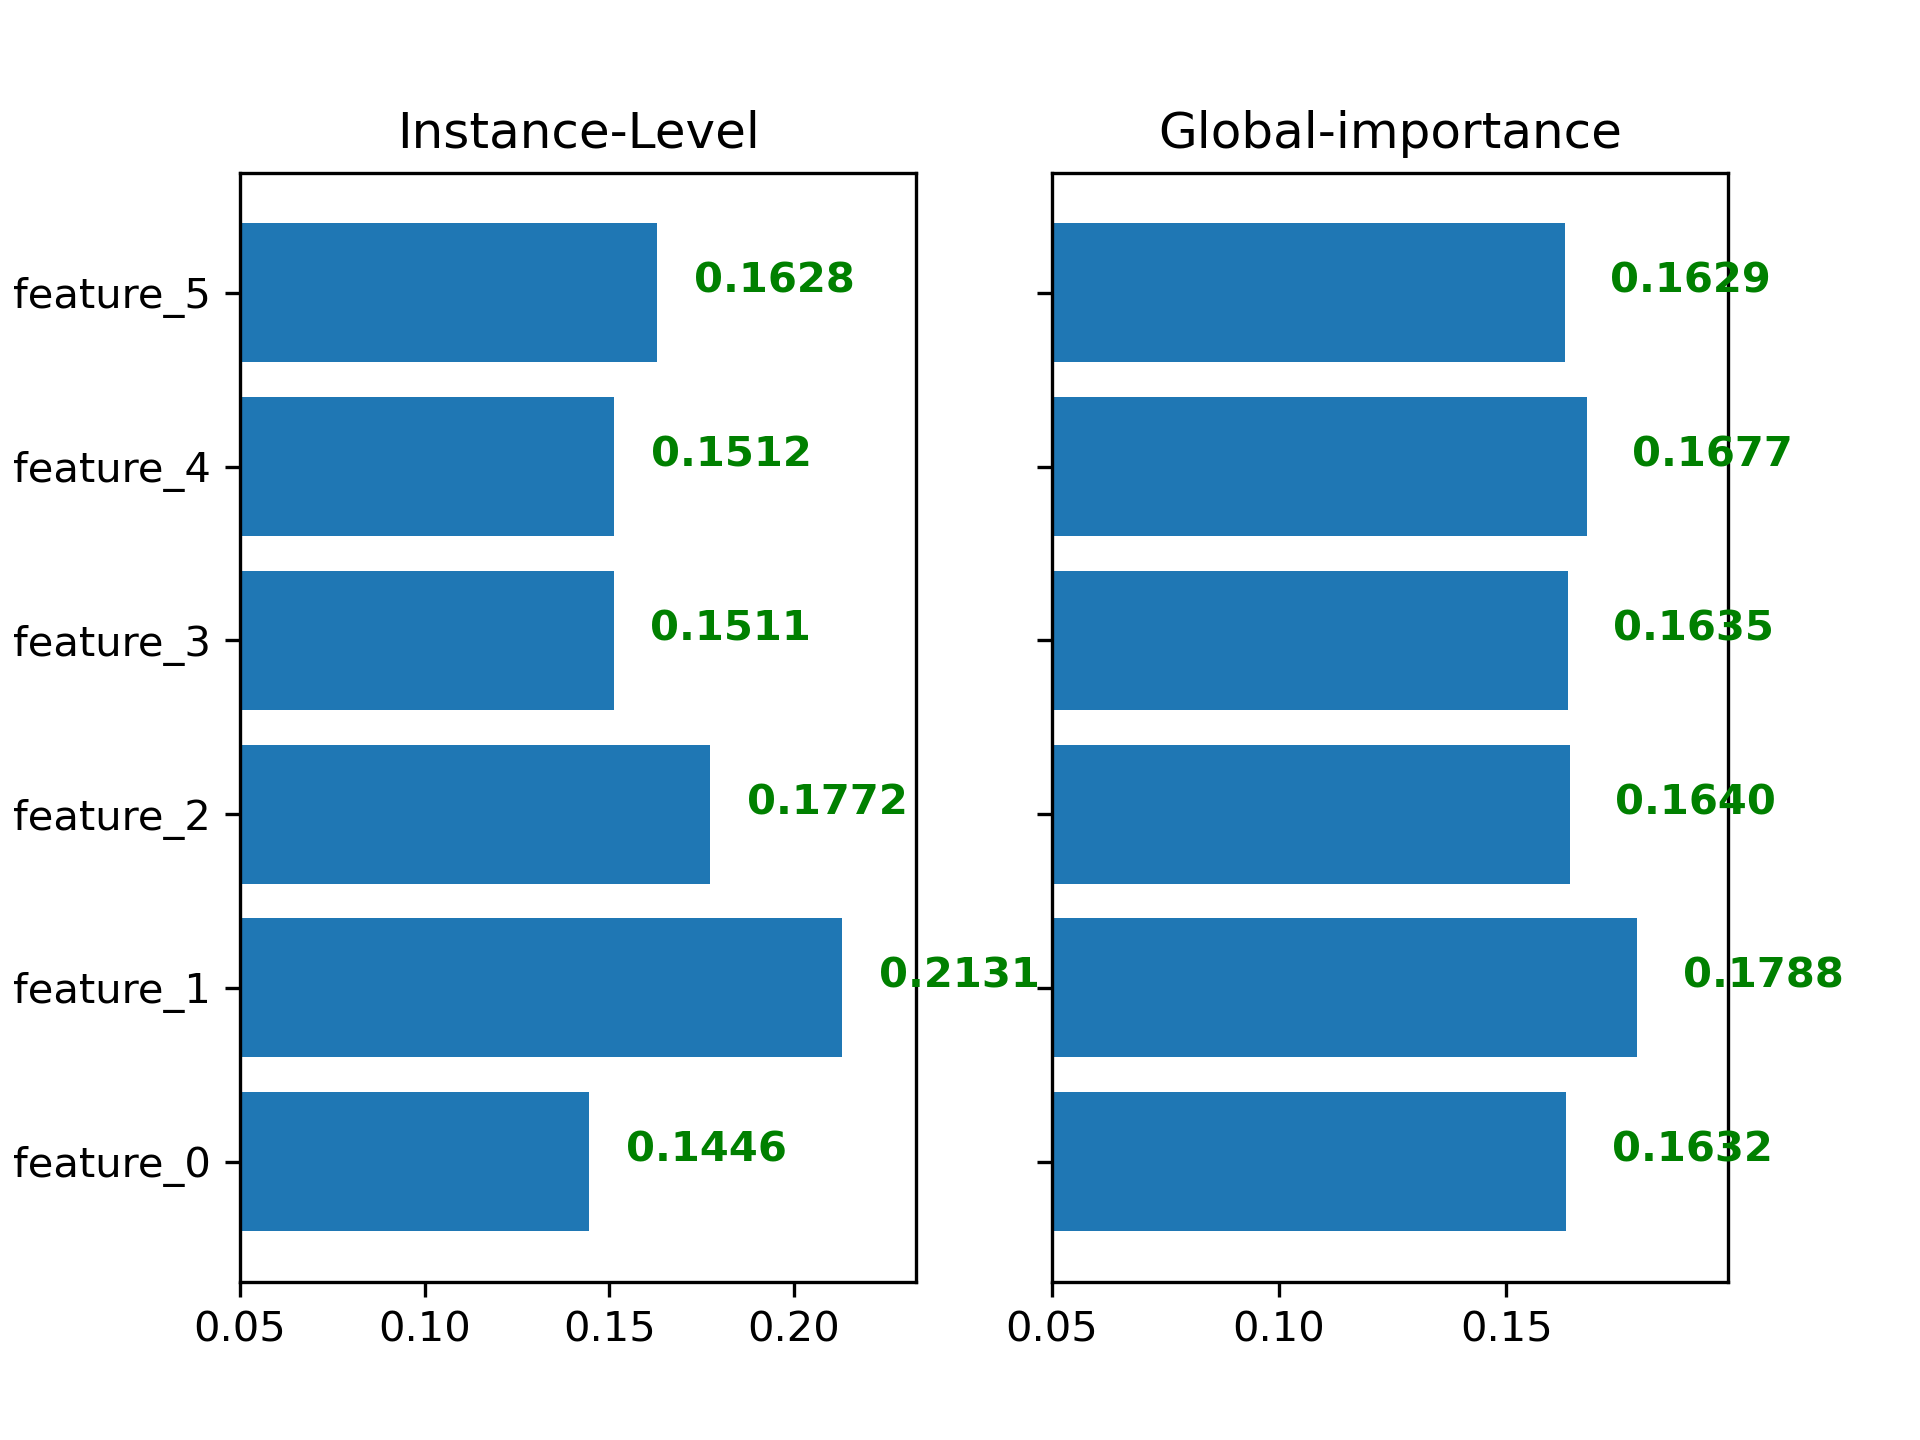 Instance-Level
feature_5
0.1628
feature_4
0.1512
feature_3
0.1511
feature_2
0.1772
feature_1
0.2131
feature_0
0.1446
0.05 0.10 0.15 0.20
Global-importance
0.1629
0.1677
0.1635
0.1640
0.1788
0.1632
0.05 0.10 0.15